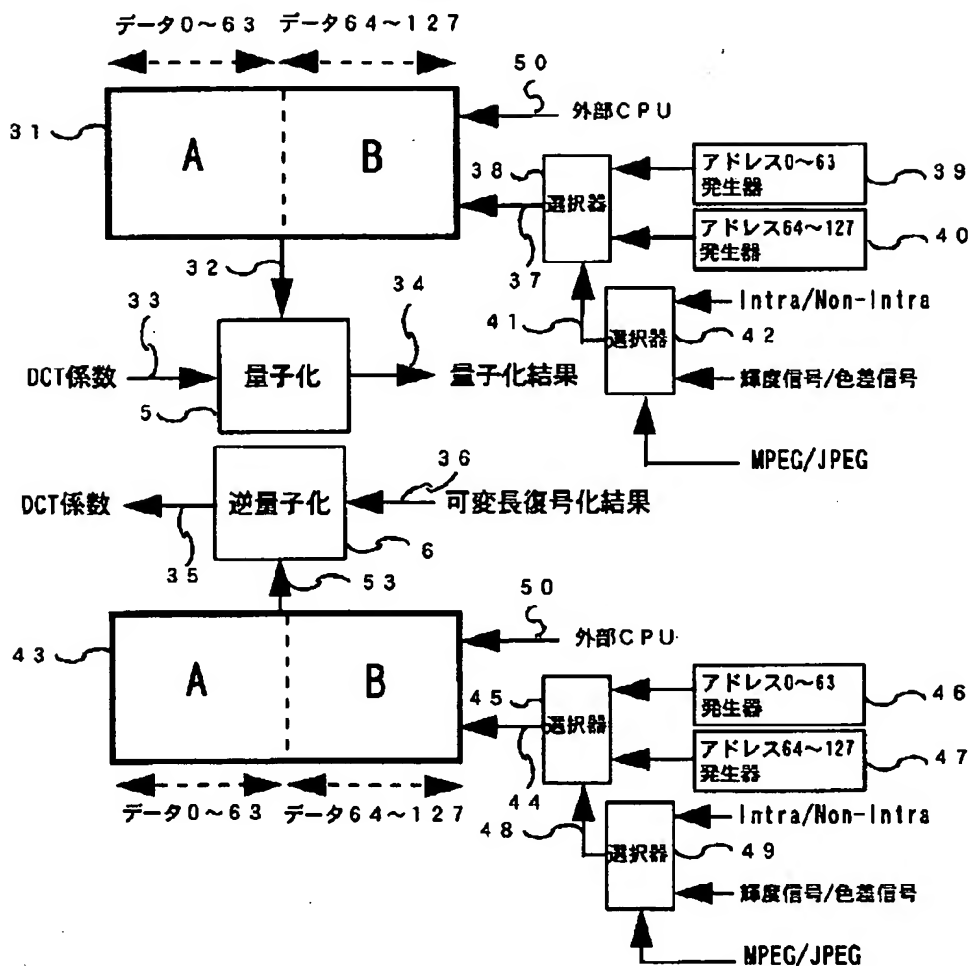 データ0～63 データ64～127
50
外部CPU
31
A B
38
選択器
アドレス0～63
発生器
39
アドレス64～127
発生器
40
37
32
41
選択器
Intra/Non-Intra
42
輝度信号/色差信号
MPEG/JPEG
33
34
DCT係数
量子化
量子化結果
5
36
DCT係数
逆量子化
可変長復号化結果
35
6
53
50
外部CPU
43
A B
45
選択器
アドレス0～63
発生器
46
アドレス64～127
発生器
47
44
データ0～63 データ64～127
48
選択器
Intra/Non-Intra
49
輝度信号/色差信号
MPEG/JPEG